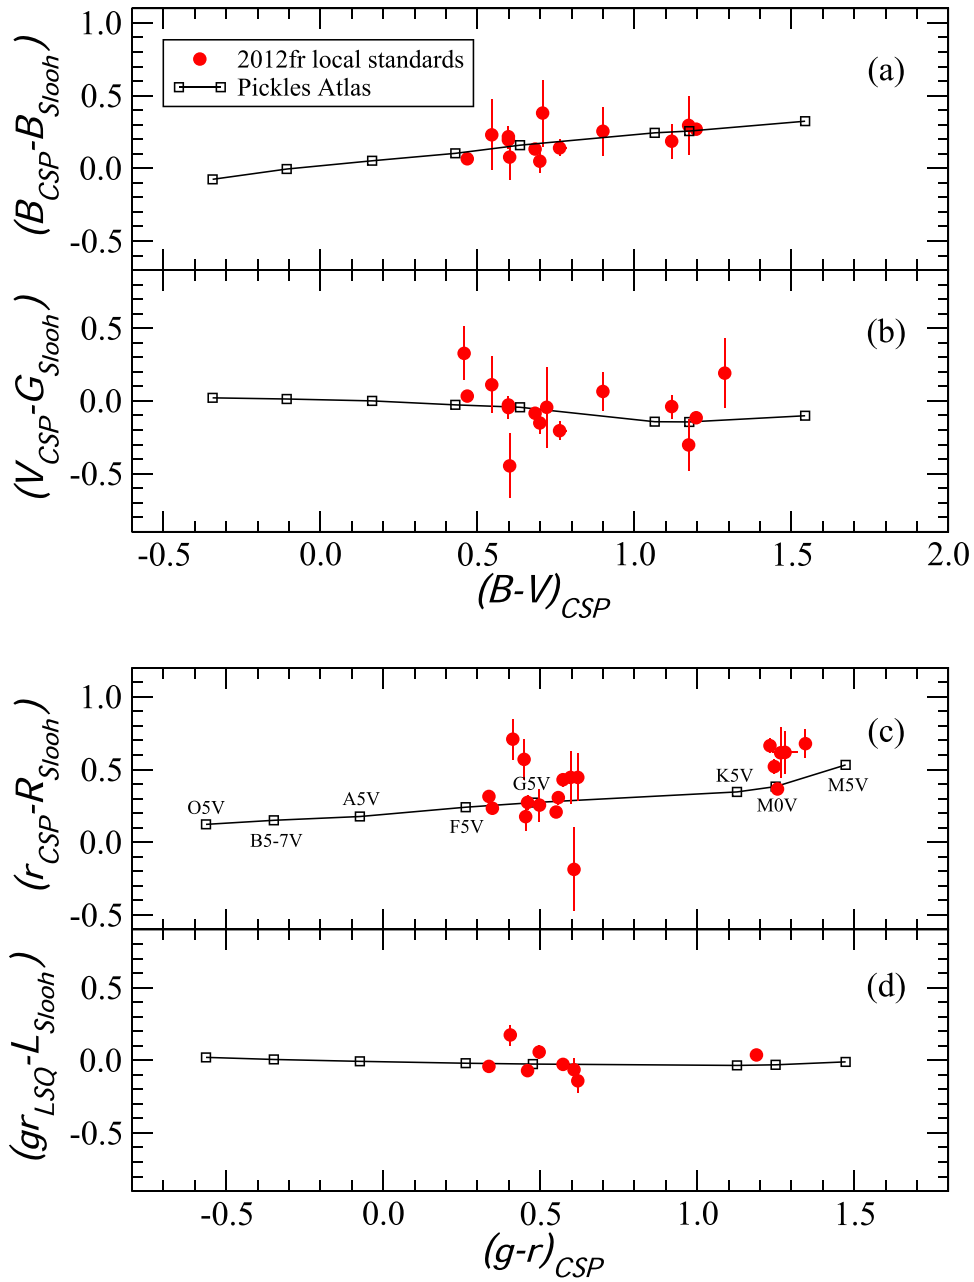 1.0
(a)
2012fr local standards
Pickles Atlas
0.5
0.0
-0.5
(B_CSP-B_Slooh)
(b)
0.5
0.0
-0.5
(V_CSP-G_Slooh)
-0.5 0.0 0.5 1.0 1.5 2.0
(B-V)_CSP
1.0
(c)
0.5
0.0
-0.5
(r_CSP-R_Slooh)
O5V B5-7V A5V F5V G5V K5V M0V M5V
(d)
0.5
0.0
-0.5
(gr_LSQ-L_Slooh)
-0.5 0.0 0.5 1.0 1.5
(g-r)_CSP